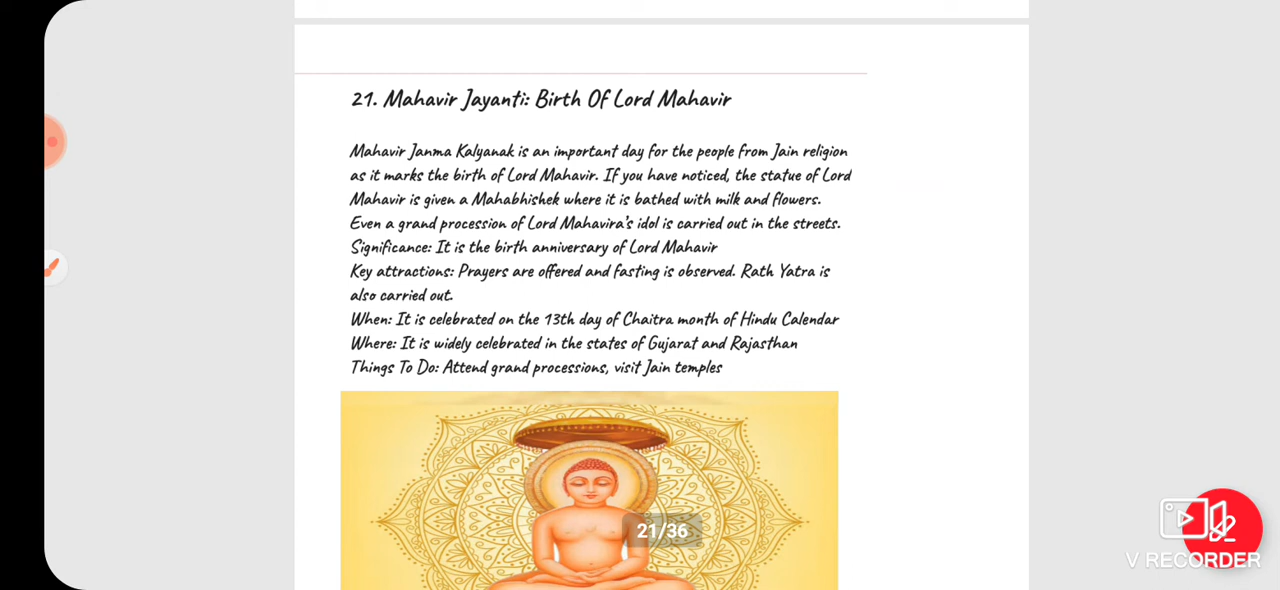 21. Mahavir Jayanti: Birth Of Lord Mahavir
Mahavir Janma Kalyanak is an important day for the people from Jain religion
as it marks the birth of Lord Mahavir. If you have noticed, the statue of Lord
Mahavir is given a Mahabhishek where it is bathed with milk and flowers.
Even a grand procession of Lord Mahavira's idol is carried out in the streets.
Significance: It is the birth anniversary of Lord Mahavir
Key attractions: Prayers are offered and fasting is observed. Rath Yatra is
also carried out.
When: It is celebrated on the 13th day of Chaitra month of Hindu Calendar
Where: It is widely celebrated in the states of Gujarat and Rajasthan
Things To Do: Attend grand processions, visit Jain temples
21/36
V RECORDER